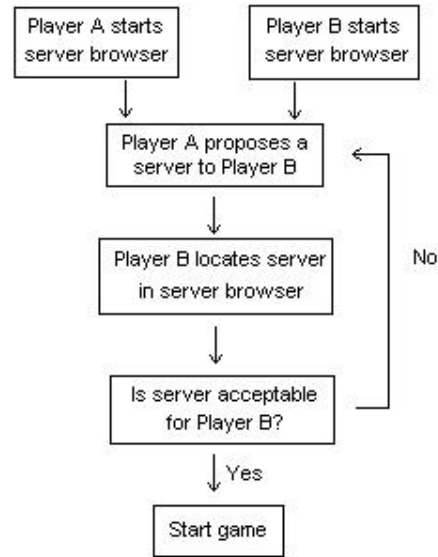 Player A starts
server browser
Player B starts
server browser
Player A proposes a
server to Player B
Player B locates server
in server browser
No
Is server acceptable
for Player B?
Yes
Start game